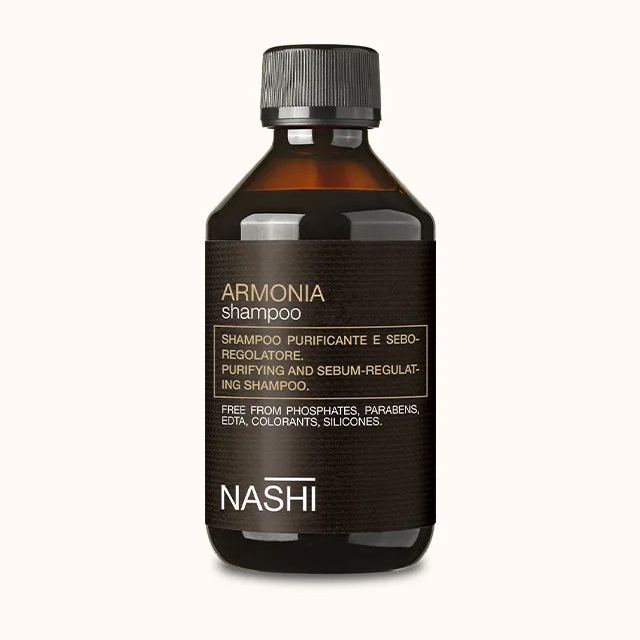 ARMONIA
shampoo
SHAMPOO PURIFICANTE E SEBO-
REGOLATORE.
PURIFYING AND SEBUM-REGULAT-
ING SHAMPOO.
FREE FROM PHOSPHATES, PARABENS,
EDTA, COLORANTS, SILICONES.
NASHI